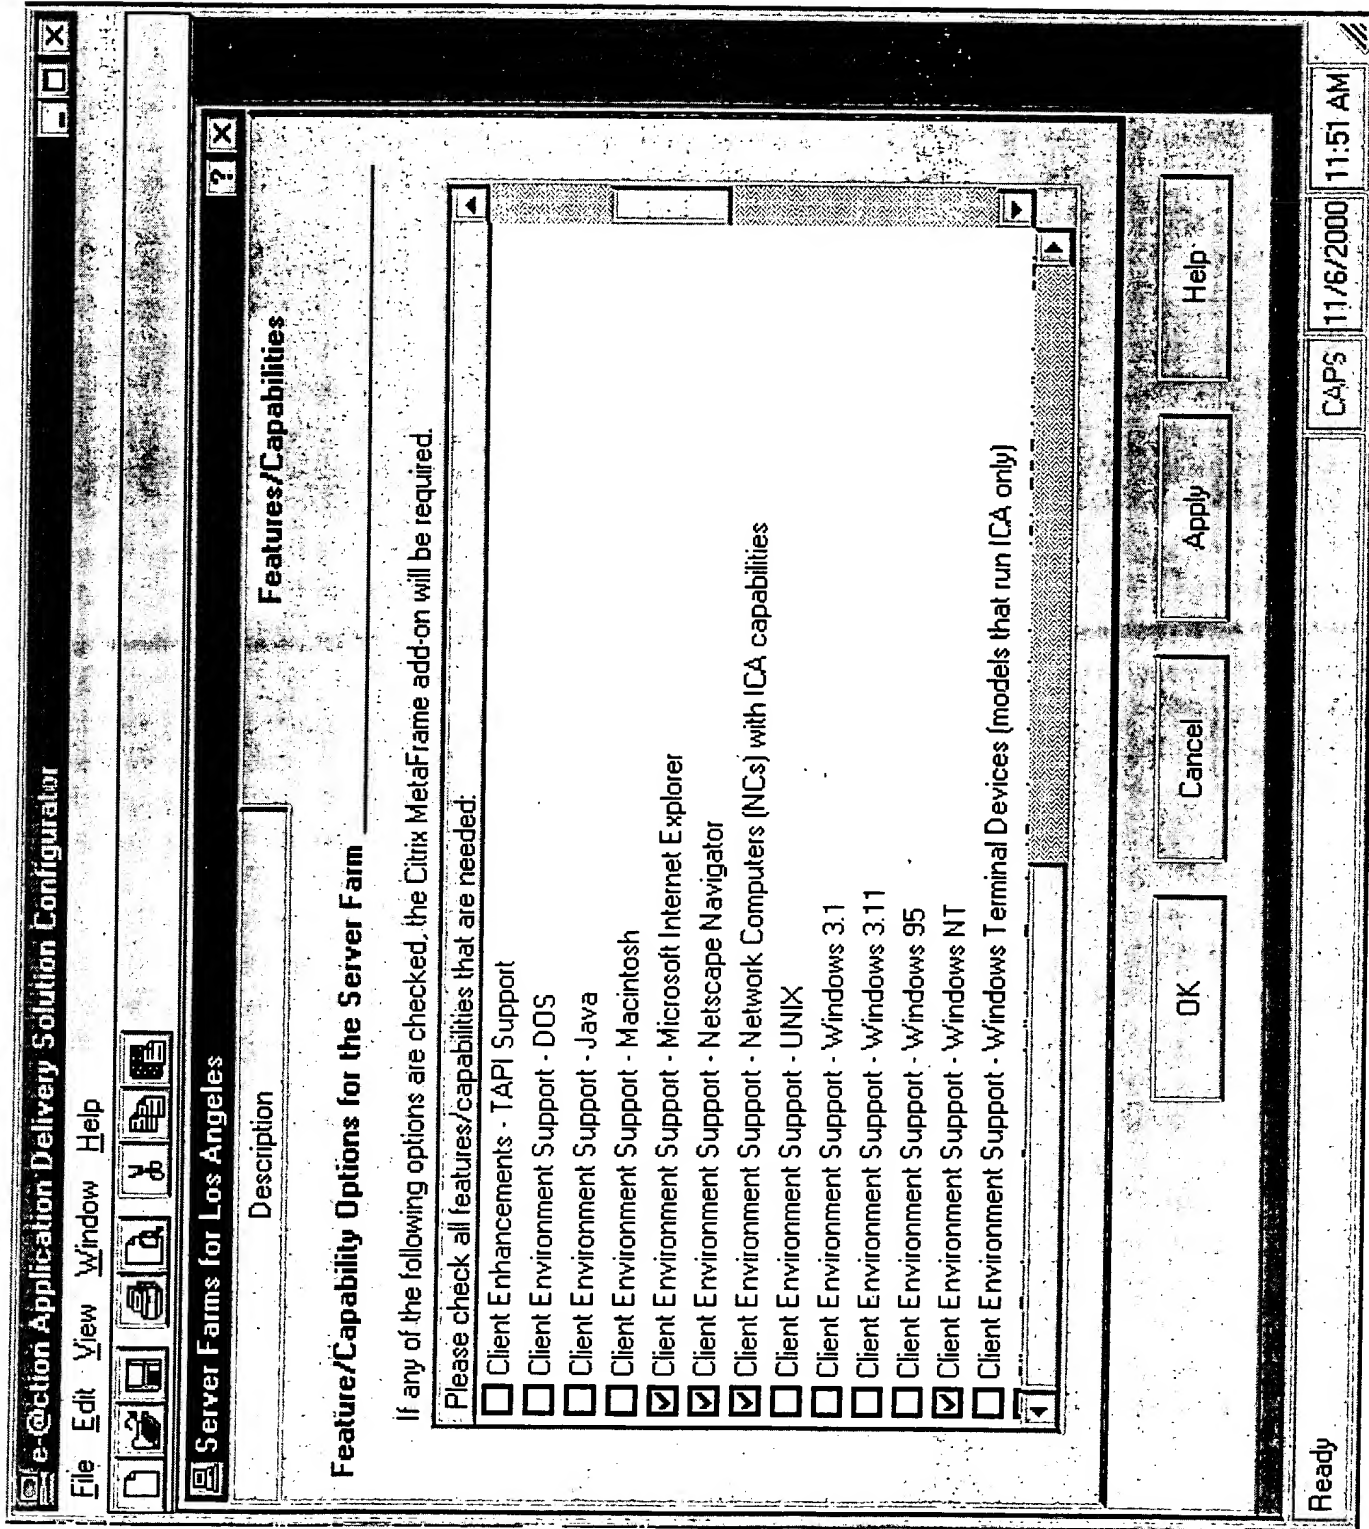 e-@ction Application Delivery Solution Configurator
File Edit View Window Help
Server Farms for Los Angeles
Description
Features/Capabilities
Feature/Capability Options for the Server Farm
If any of the following options are checked, the Citrix MetaFrame add-on will be required.
Please check all features/capabilities that are needed:
Client Enhancements - TAPI Support
Client Environment Support - DOS
Client Environment Support - Java
Client Environment Support - Macintosh
Client Environment Support - Microsoft Internet Explorer
Client Environment Support - Netscape Navigator
Client Environment Support - Network Computers (NCs) with ICA capabilities
Client Environment Support - UNIX
Client Environment Support - Windows 3.1
Client Environment Support - Windows 3.11
Client Environment Support - Windows 95
Client Environment Support - Windows NT
Client Environment Support - Windows Terminal Devices (models that run ICA only)
OK
Cancel
Apply
Help
Ready
CAPS
11/6/2000
11:51 AM